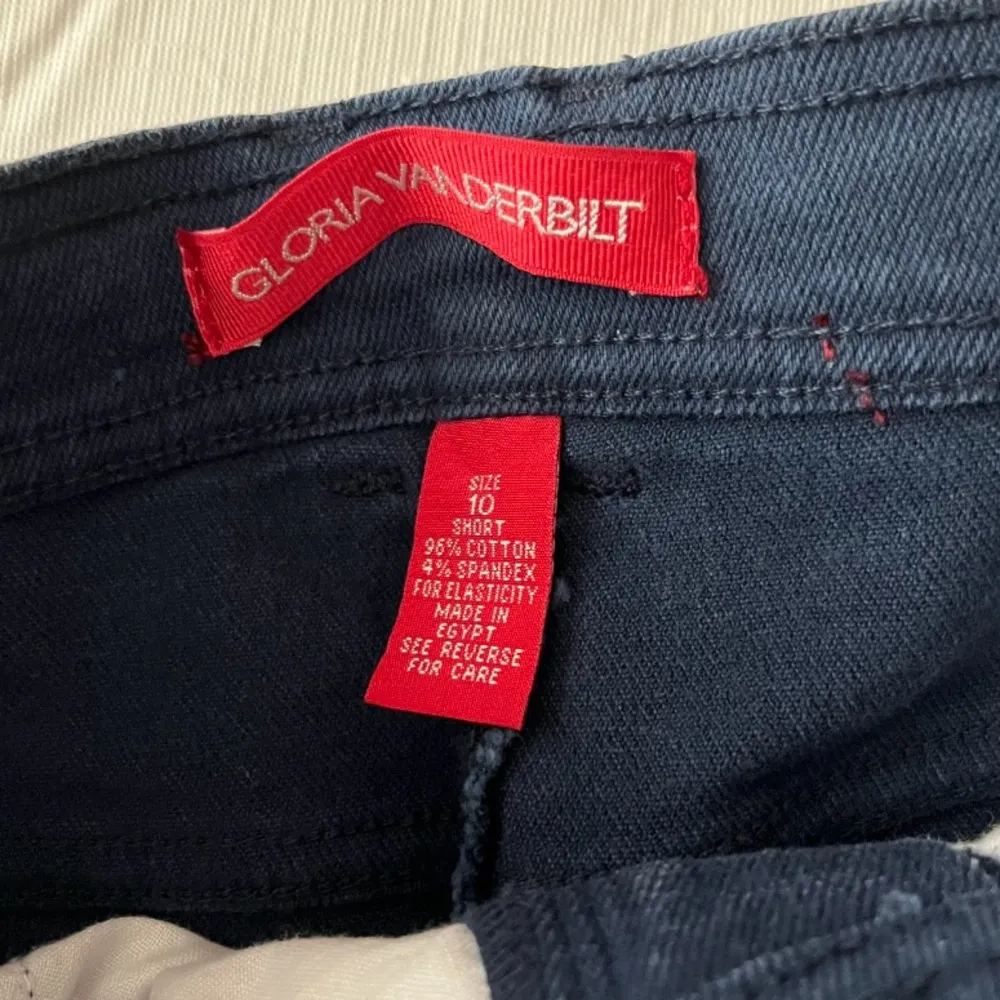 GLORIA VANDERBILT
SIZE
10
SHORT
96% COTTON
4% SPANDEX
FOR ELASTICITY
MADE IN
EGYPT
SEE REVERSE
FOR CARE